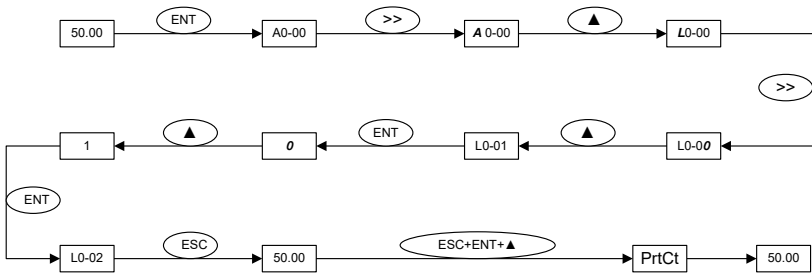 50.00 ENT A0-00 >> A 0-00 ▲ L0-00
>>
1 ▲ 0 ENT L0-01 ▲ L0-00
ENT
L0-02 ESC 50.00 ESC+ENT+▲ PrtCt 50.00